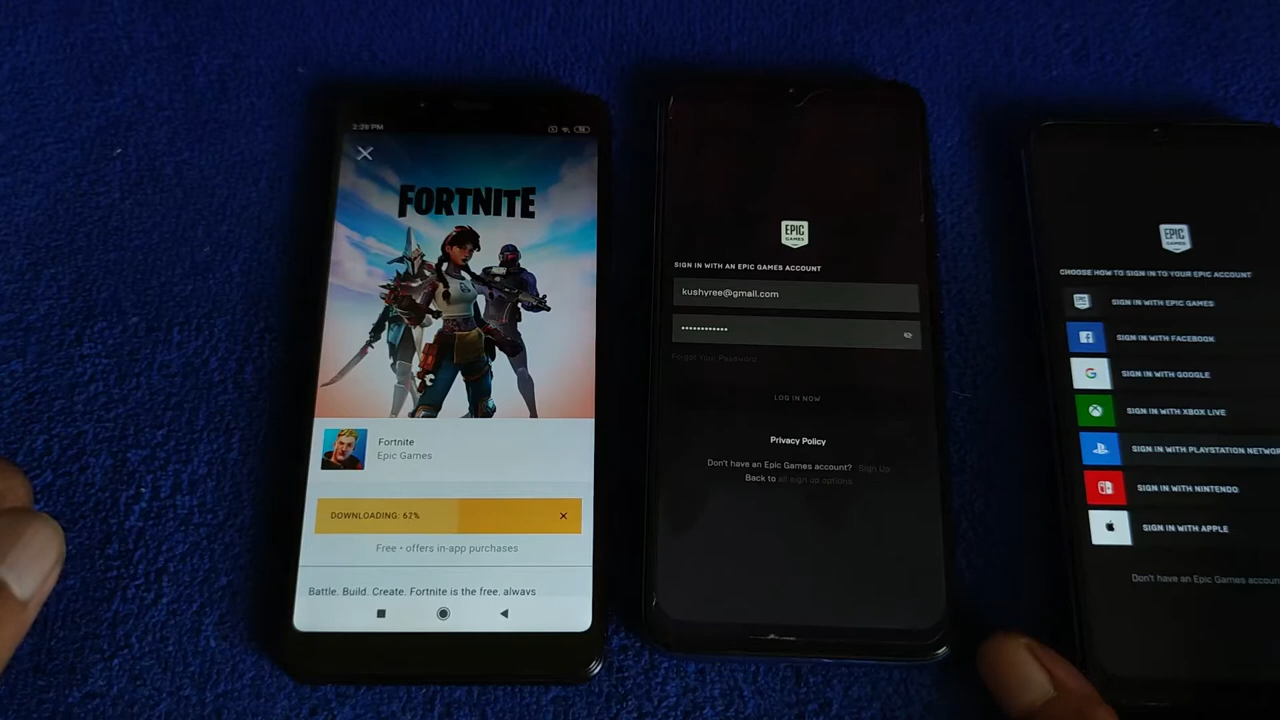 2:28 PM
FORTNITE
Fortnite
Epic Games
DOWNLOADING: 62%
Free • offers in-app purchases
Battle. Build. Create. Fortnite is the free, always
EPIC
GAMES
SIGN IN WITH AN EPIC GAMES ACCOUNT
kushyree@gmail.com
••••••••••••
Forgot Your Password
LOG IN NOW
Privacy Policy
Don't have an Epic Games account? Sign Up
Back to all sign up options
EPIC
GAMES
CHOOSE HOW TO SIGN IN TO YOUR EPIC ACCOUNT
SIGN IN WITH EPIC GAMES
SIGN IN WITH FACEBOOK
SIGN IN WITH GOOGLE
SIGN IN WITH XBOX LIVE
SIGN IN WITH PLAYSTATION NETWOR
SIGN IN WITH NINTENDO
SIGN IN WITH APPLE
Don't have an Epic Games accoun